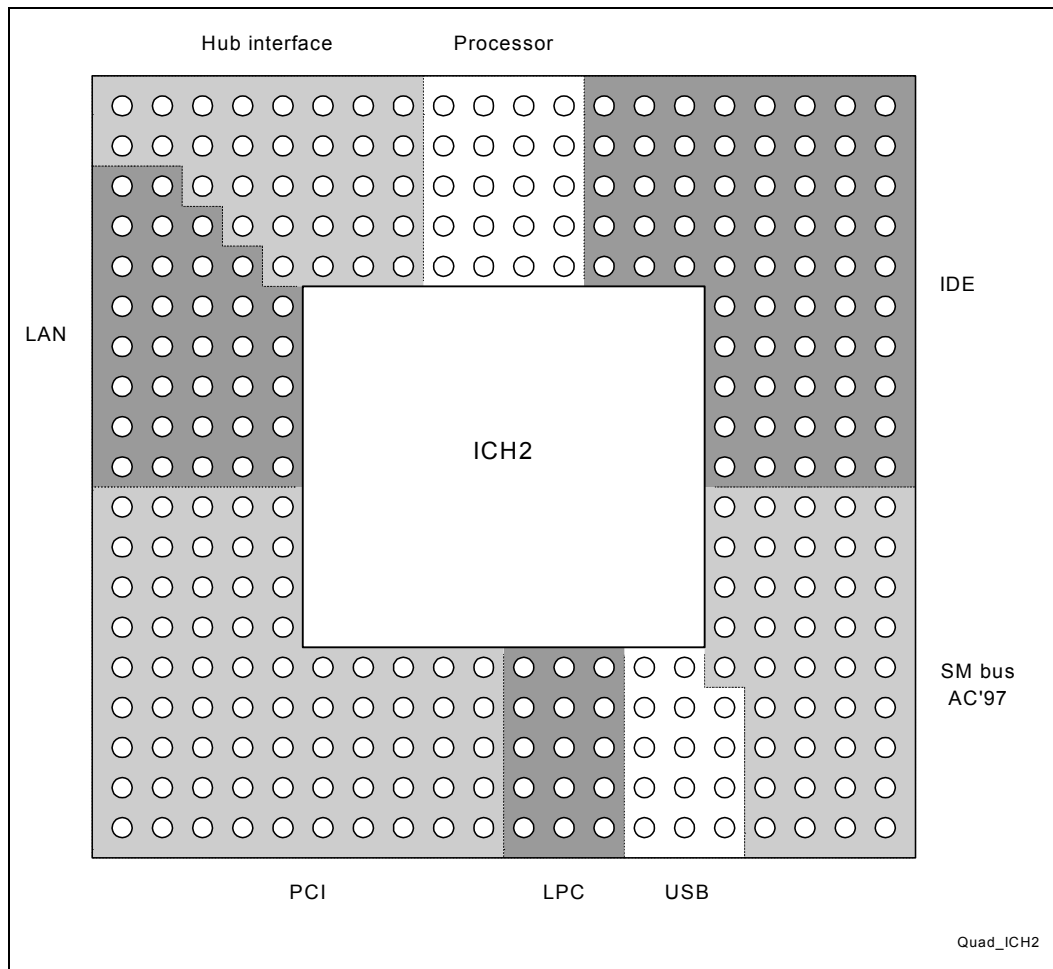 Hub interface
Processor
LAN
IDE
ICH2
SM bus
AC'97
PCI
LPC
USB
Quad_ICH2